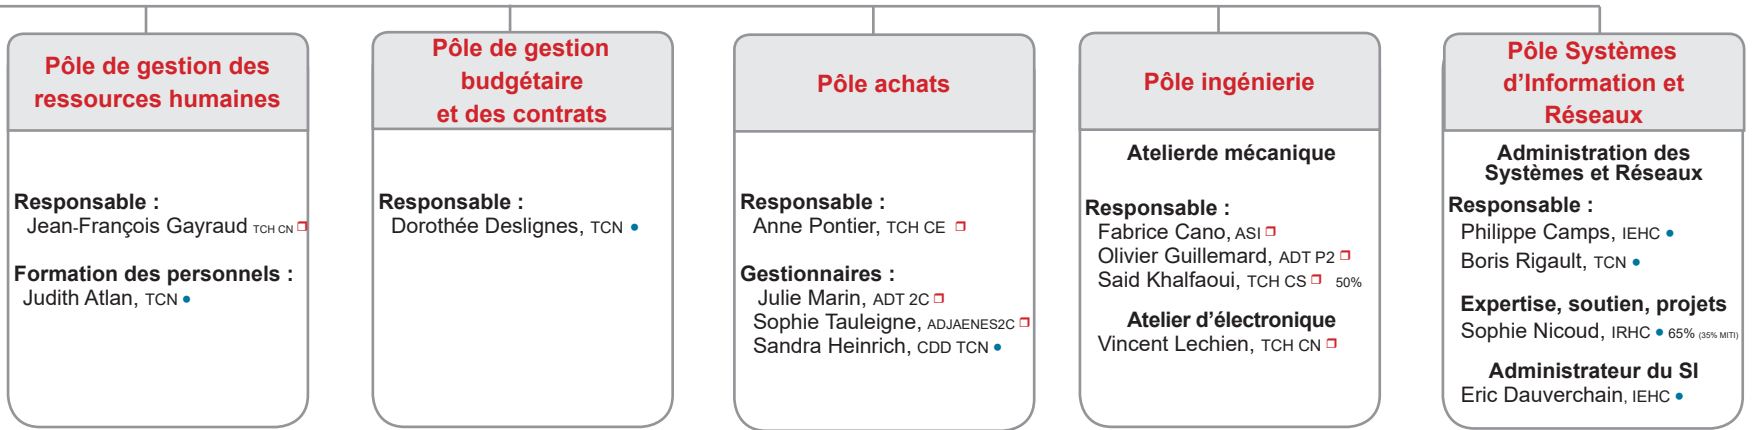 Pôle de gestion des
ressources humaines
Responsable :
Jean-François Gayraud TCH CN ❒
Formation des personnels :
Judith Atlan, TCN •
Pôle de gestion
budgétaire
et des contrats
Responsable :
Dorothée Deslignes, TCN •
Pôle achats
Responsable :
Anne Pontier, TCH CE ❒
Gestionnaires :
Julie Marin, ADT 2C ❒
Sophie Tauleigne, ADJAENES2C ❒
Sandra Heinrich, CDD TCN •
Pôle ingénierie
Atelierde mécanique
Responsable :
Fabrice Cano, ASI ❒
Olivier Guillemard, ADT P2 ❒
Said Khalfaoui, TCH CS ❒ 50%
Atelier d'électronique
Vincent Lechien, TCH CN ❒
Pôle Systèmes
d'Information et
Réseaux
Administration des
Systèmes et Réseaux
Responsable :
Philippe Camps, IEHC •
Boris Rigault, TCN •
Expertise, soutien, projets
Sophie Nicoud, IRHC • 65% (35% MITI)
Administrateur du SI
Eric Dauverchain, IEHC •